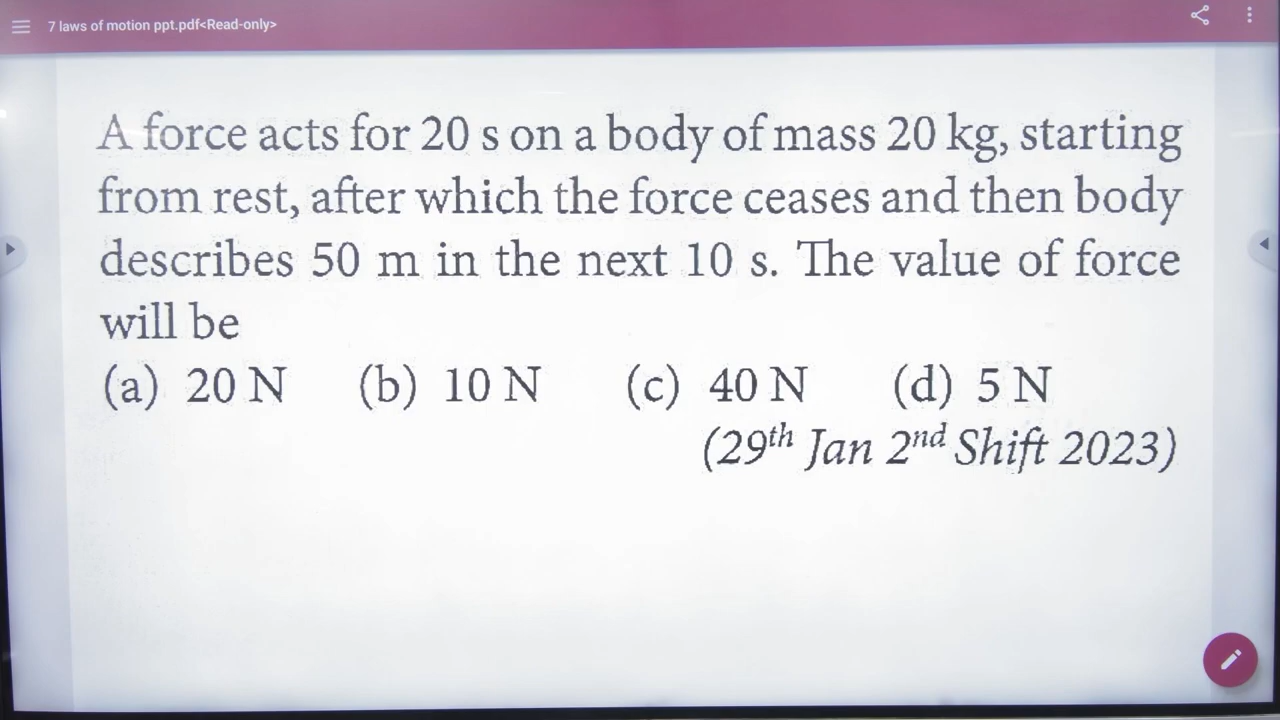 7 laws of motion ppt.pdf<Read-only>
A force acts for 20 s on a body of mass 20 kg, starting
from rest, after which the force ceases and then body
describes 50 m in the next 10 s. The value of force
will be
(a) 20 N (b) 10 N (c) 40 N (d) 5 N
(29th Jan 2nd Shift 2023)